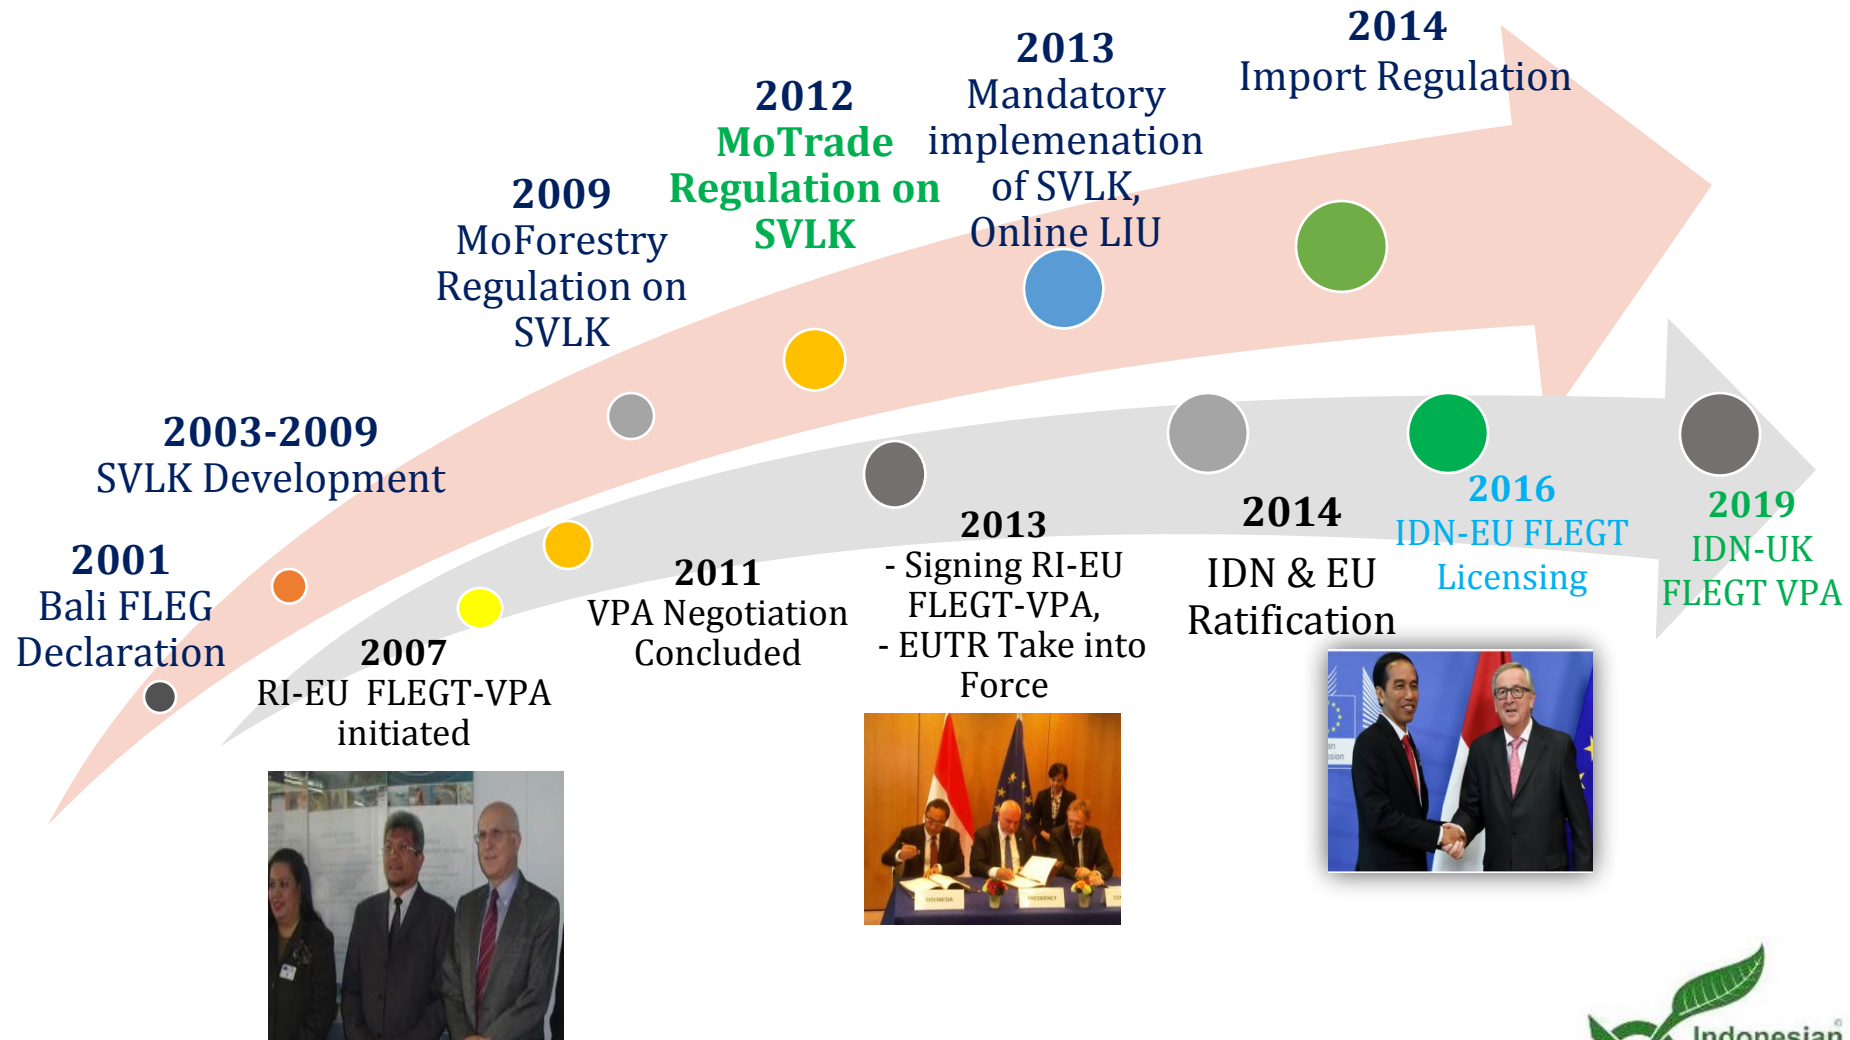 2001
Bali FLEG
Declaration
2003-2009
SVLK Development
2009
MoForestry
Regulation on
SVLK
2012
MoTrade
Regulation on
SVLK
2013
Mandatory
implemenation
of SVLK,
Online LIU
2014
Import Regulation
2007
RI-EU FLEGT-VPA
initiated
2011
VPA Negotiation
Concluded
2013
- Signing RI-EU
FLEGT-VPA,
- EUTR Take into
Force
2014
IDN & EU
Ratification
2016
IDN-EU FLEGT
Licensing
2019
IDN-UK
FLEGT VPA
INDONESIA
PRESIDENCY
Indonesian